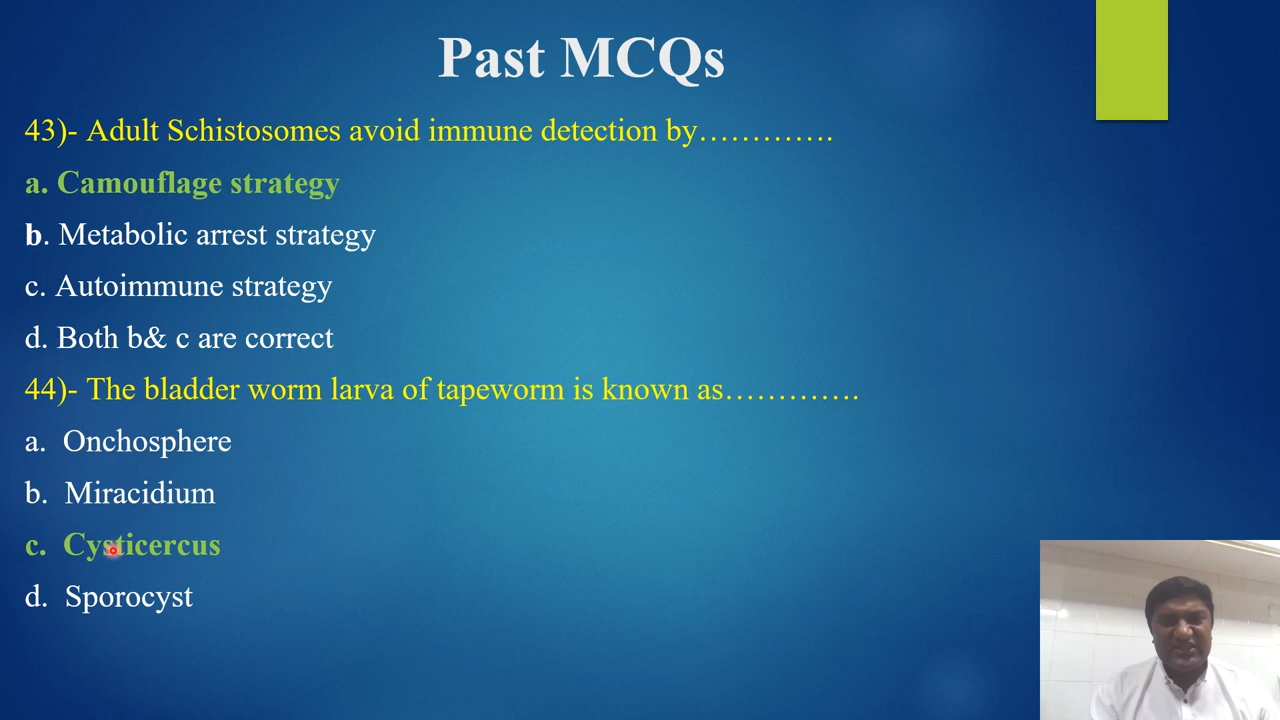 Past MCQs
43)- Adult Schistosomes avoid immune detection by………….
a. Camouflage strategy
b. Metabolic arrest strategy
c. Autoimmune strategy
d. Both b& c are correct
44)- The bladder worm larva of tapeworm is known as………….
a. Onchosphere
b. Miracidium
c. Cysticercus
d. Sporocyst